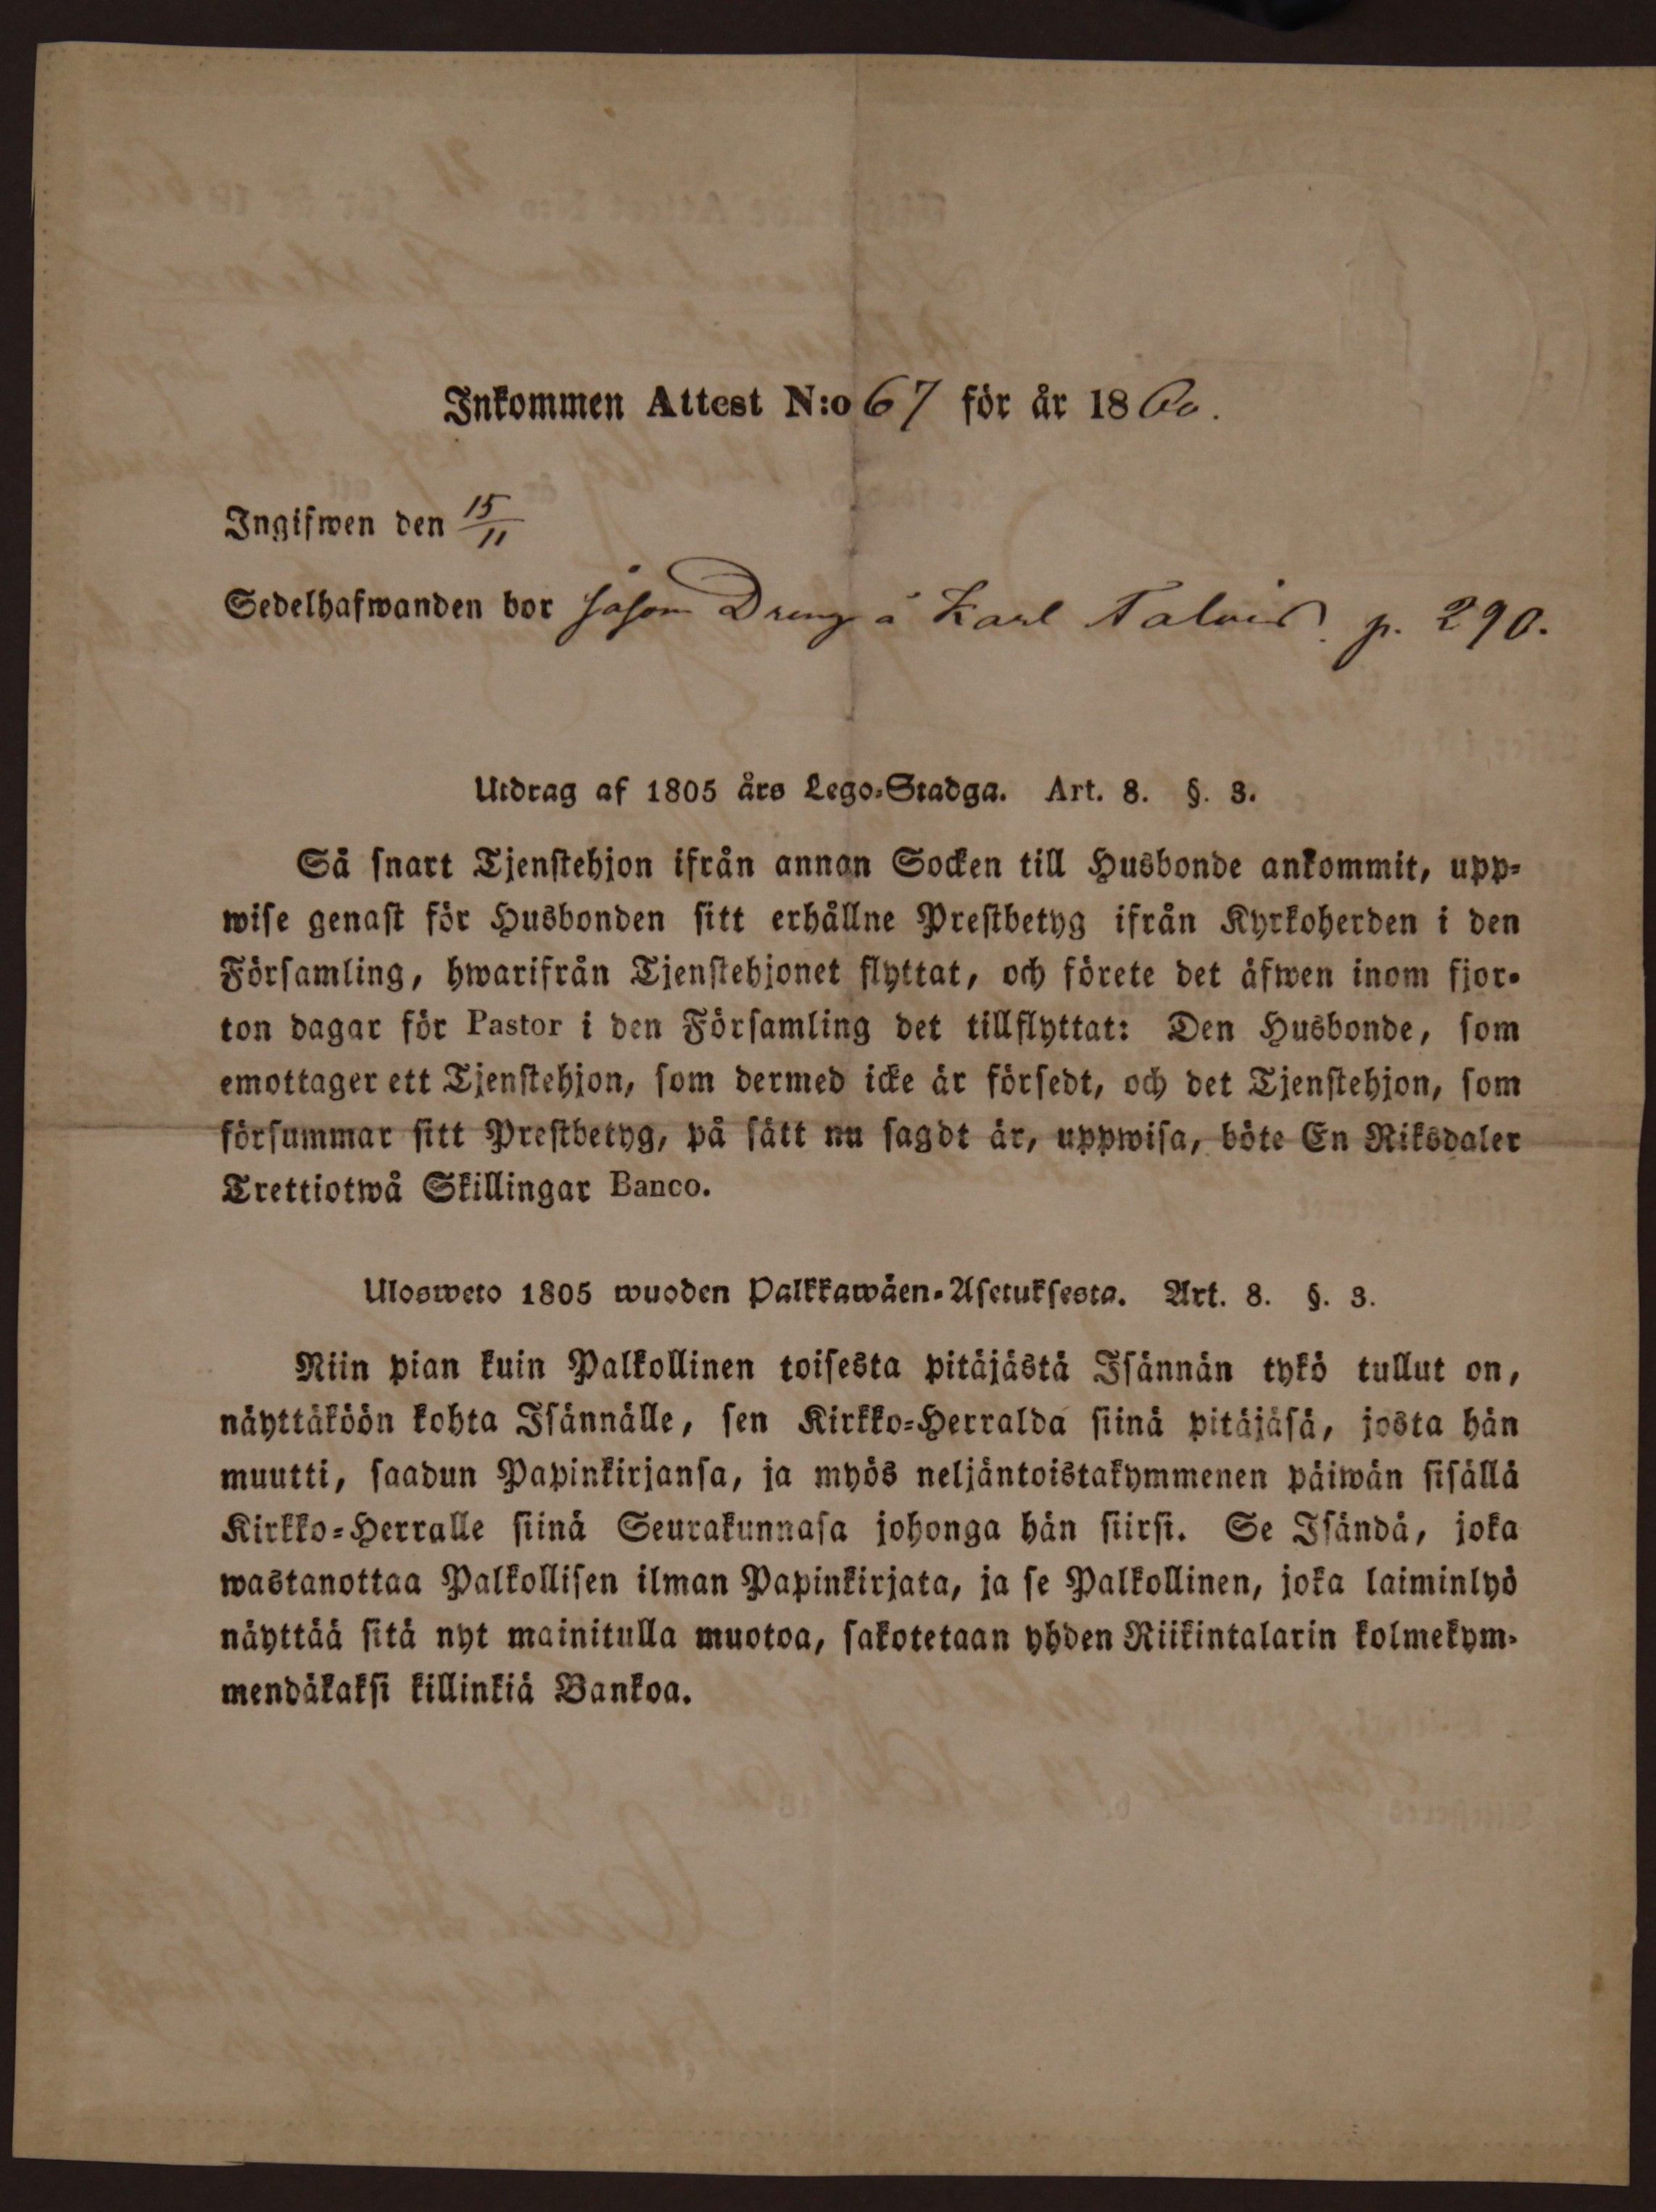 Inkommen Attest N:o 67 för år 1860.
Ingifwen den 15/11
Sedelhafwanden bor såsom Dreng å Karl Talvis. p. 290.
Utdrag af 1805 års Lego-Stadga. Art. 8. §. 3.
Så snart Tjenstehjon ifrån annan Socken till Husbonde ankommit, upp-
wise genast för Husbonden sitt erhållne Prestbetyg ifrån Kyrkoherden i den
Församling, hwarifrån Tjenstehjonet flyttat, och förete det äfwen inom fjor-
ton dagar för Pastor i den Församling det tillflyttat: Den Husbonde, som
emottager ett Tjenstehjon, som dermed icke är försedt, och det Tjenstehjon, som
försummar sitt Prestbetyg, på sätt nu sagdt är, uppwisa, böte En Riksdaler
Trettiotwå Skillingar Banco.
Ulosweto 1805 wuoden Palkkawäen-Asetuksesta. Art. 8. §. 3.
Niin pian kuin Palkollinen toisesta pitäjästä Isännän tykö tullut on,
näyttäköön kohta Isännälle, sen Kirkko-Herralda siinä pitäjäsä, josta hän
muutti, saadun Papinkirjansa, ja myös neljäntoistakymmenen päiwän sisällä
Kirkko-Herralle siinä Seurakunnasa johonga hän siirsi. Se Isändä, joka
wastanottaa Palkollisen ilman Papinkirjata, ja se Palkollinen, joka laiminlyö
näyttää sitä nyt mainitulla muotoa, sakotetaan yhden Riikintalarin kolmekym-
mendäkaksi killinkiä Bankoa.